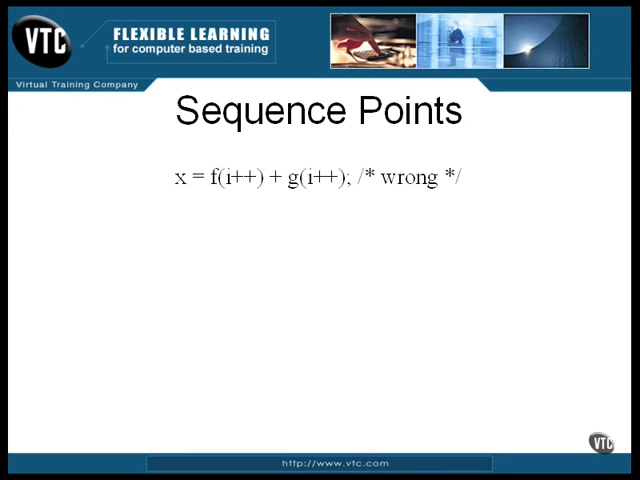 VTC
FLEXIBLE LEARNING
for computer based training
Virtual Training Company
Sequence Points
x = f(i++) + g(i++); /* wrong */
VTC
http://www.vtc.com